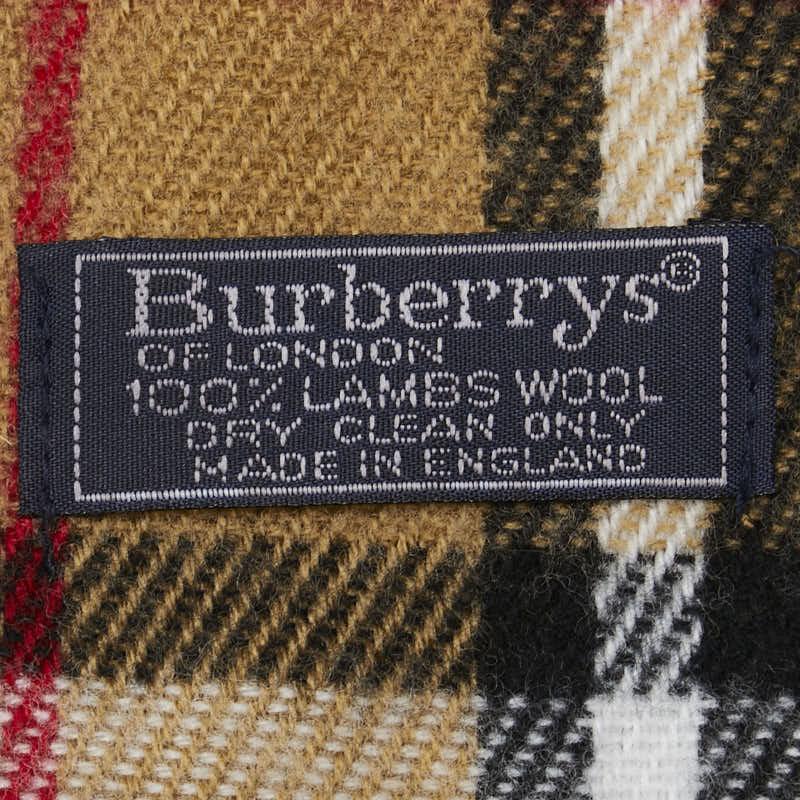 Burberrys®
OF LONDON
100% LAMBS WOOL
DRY CLEAN ONLY
MADE IN ENGLAND